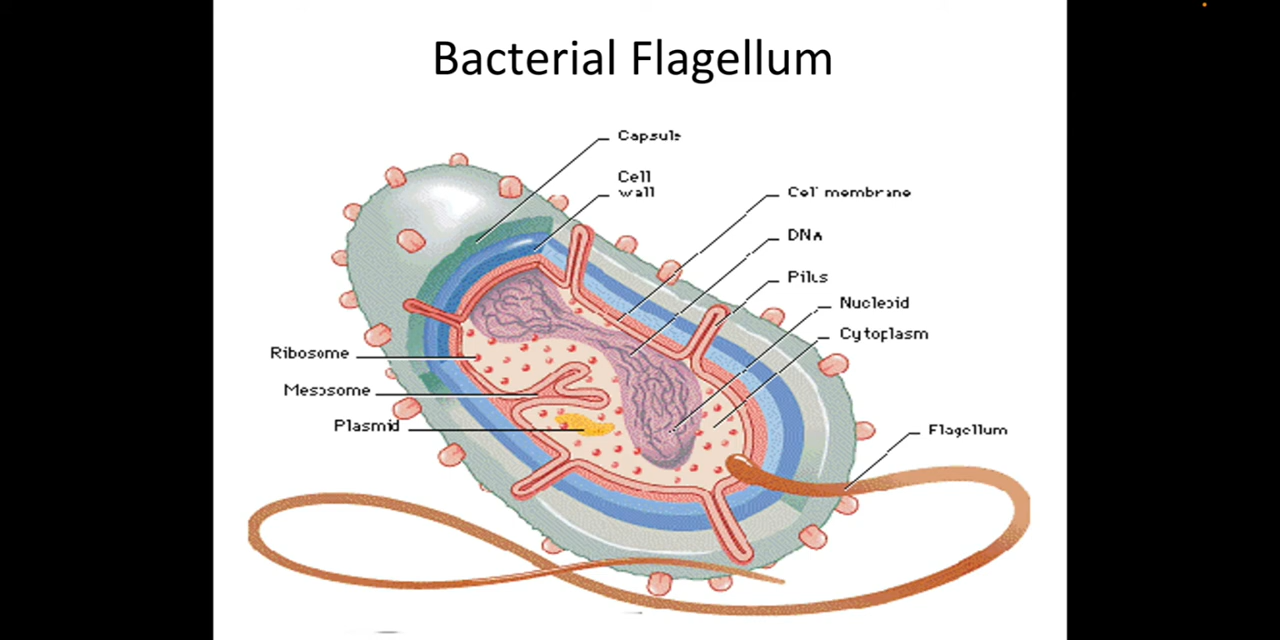 Bacterial Flagellum
Capsule
Cell
wall
Cell membrane
DNA
Pilus
Nucleoid
Cytoplasm
Ribosome
Mesosome
Plasmid
Flagellum